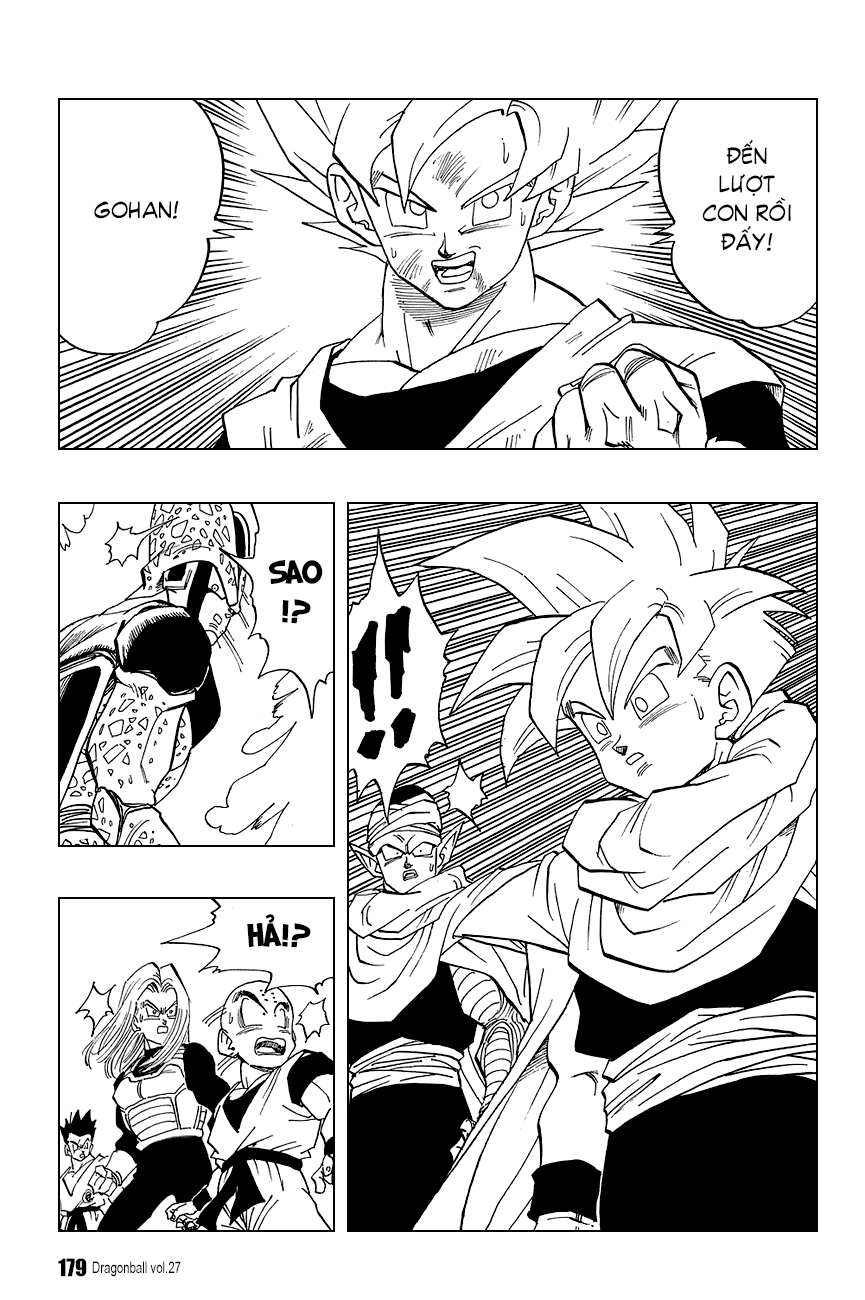 ĐẾN
LƯỢT
CON RỒI
ĐẤY!
GOHAN!
!!
SAO
!?
HẢ!?
179 Dragonball vol.27